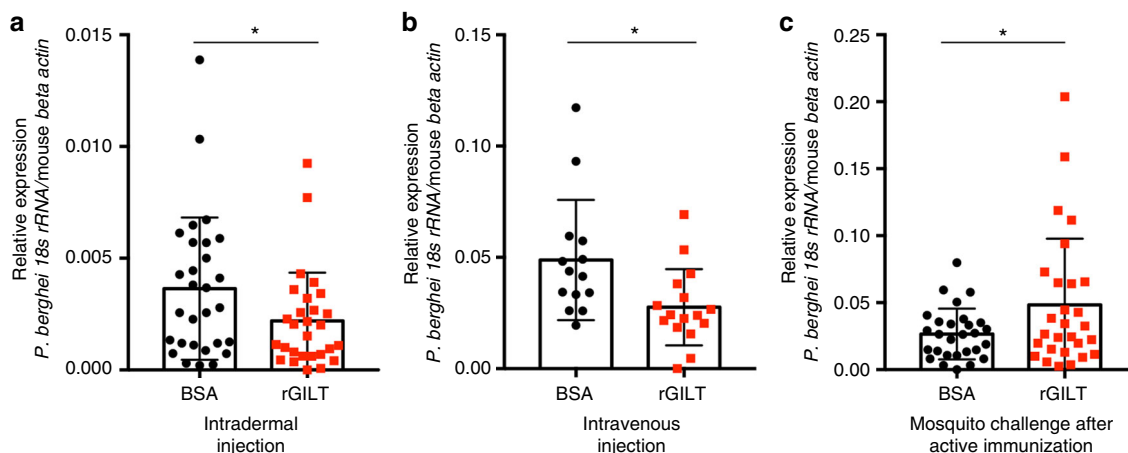 a
Relative expression
P. berghei 18s rRNA/mouse beta actin
0.015
0.010
0.005
0.000
*
BSA
rGILT
Intradermal
injection
b
Relative expression
P. berghei 18s rRNA/mouse beta actin
0.15
0.10
0.05
0.00
*
BSA
rGILT
Intravenous
injection
c
Relative expression
P. berghei 18s rRNA/mouse beta actin
0.25
0.20
0.15
0.10
0.05
0.00
*
BSA
rGILT
Mosquito challenge after
active immunization